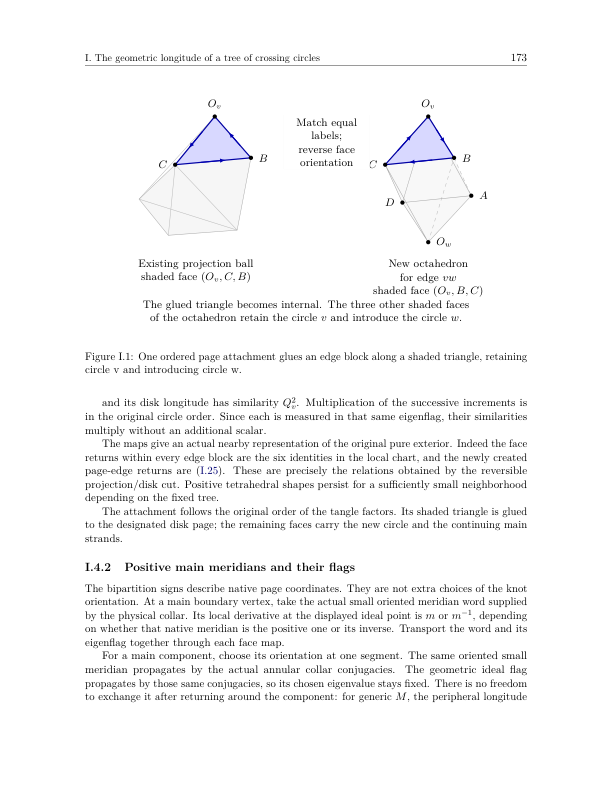 I. The geometric longitude of a tree of crossing circles 173
O_v
C
B
Match equal
labels;
reverse face
orientation
O_v
C
B
D
A
O_w
Existing projection ball
shaded face (O_v, C, B)
New octahedron
for edge vw
shaded face (O_v, B, C)
The glued triangle becomes internal. The three other shaded faces
of the octahedron retain the circle v and introduce the circle w.
Figure I.1: One ordered page attachment glues an edge block along a shaded triangle, retaining
circle v and introducing circle w.
and its disk longitude has similarity Q_v^2. Multiplication of the successive increments is
in the original circle order. Since each is measured in that same eigenflag, their similarities
multiply without an additional scalar.
The maps give an actual nearby representation of the original pure exterior. Indeed the face
returns within every edge block are the six identities in the local chart, and the newly created
page-edge returns are (I.25). These are precisely the relations obtained by the reversible
projection/disk cut. Positive tetrahedral shapes persist for a sufficiently small neighborhood
depending on the fixed tree.
The attachment follows the original order of the tangle factors. Its shaded triangle is glued
to the designated disk page; the remaining faces carry the new circle and the continuing main
strands.
I.4.2 Positive main meridians and their flags
The bipartition signs describe native page coordinates. They are not extra choices of the knot
orientation. At a main boundary vertex, take the actual small oriented meridian word supplied
by the physical collar. Its local derivative at the displayed ideal point is m or m^{-1}, depending
on whether that native meridian is the positive one or its inverse. Transport the word and its
eigenflag together through each face map.
For a main component, choose its orientation at one segment. The same oriented small
meridian propagates by the actual annular collar conjugacies. The geometric ideal flag
propagates by those same conjugacies, so its chosen eigenvalue stays fixed. There is no freedom
to exchange it after returning around the component: for generic M, the peripheral longitude